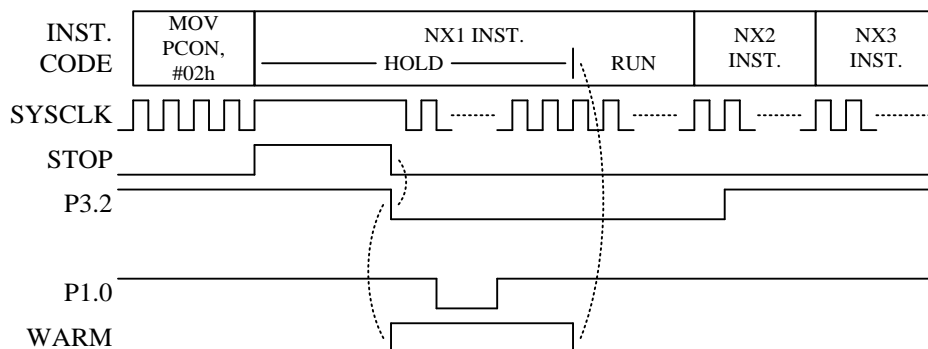 INST.
CODE
MOV
PCON,
#02h
NX1 INST.
HOLD
RUN
NX2
INST.
NX3
INST.
SYSCLK
STOP
P3.2
P1.0
WARM